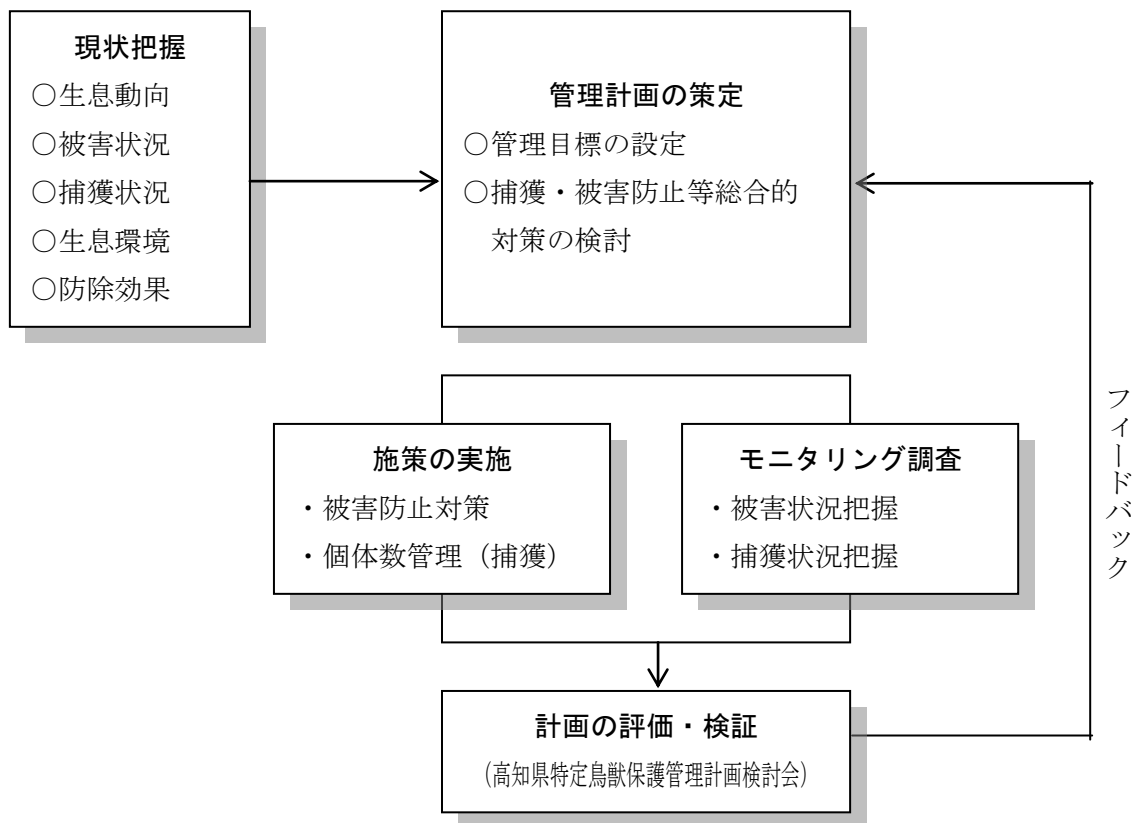 現状把握
○生息動向
○被害状況
○捕獲状況
○生息環境
○防除効果
管理計画の策定
○管理目標の設定
○捕獲・被害防止等総合的
対策の検討
施策の実施
・被害防止対策
・個体数管理（捕獲）
モニタリング調査
・被害状況把握
・捕獲状況把握
フィードバック
計画の評価・検証
（高知県特定鳥獣保護管理計画検討会）